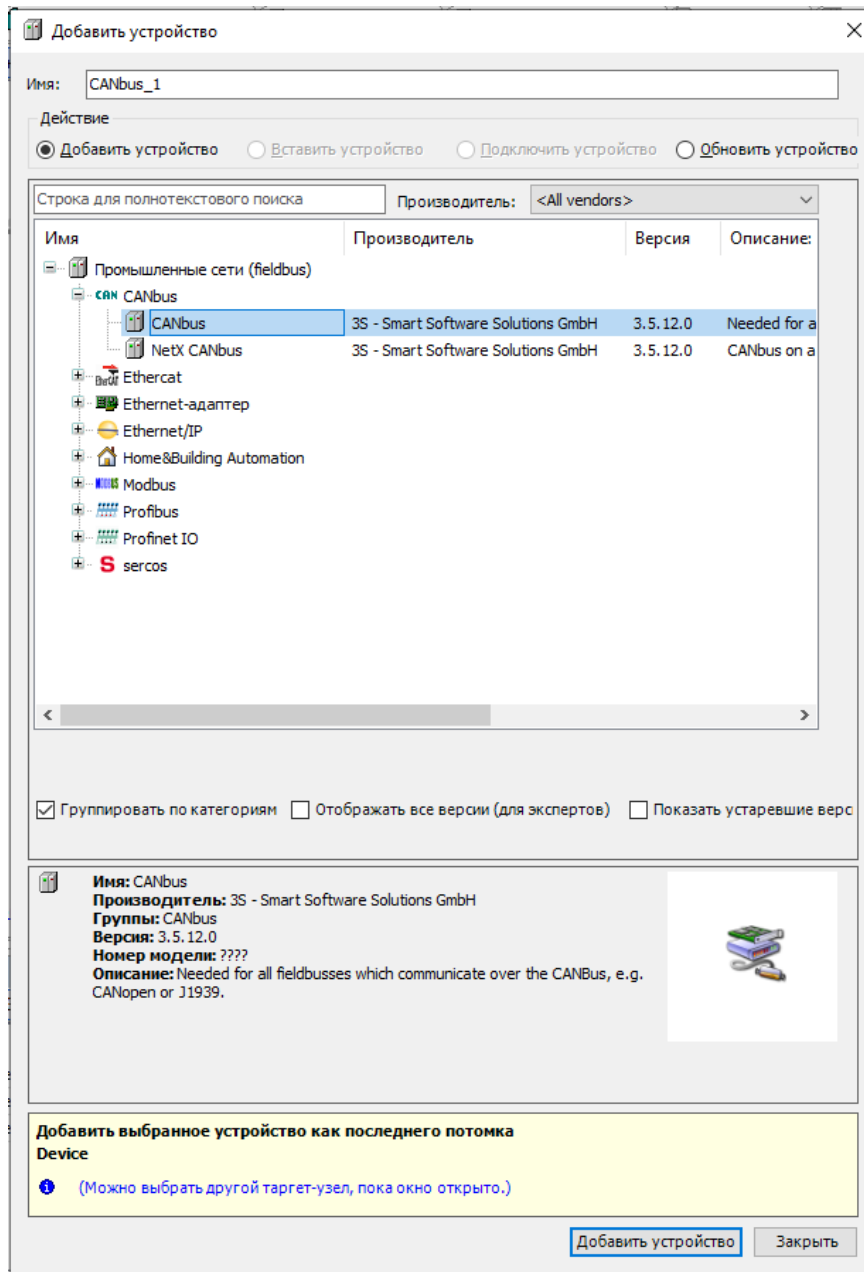 Добавить устройство
Имя: CANbus_1
Действие
Добавить устройство Вставить устройство Подключить устройство Обновить устройство
Строка для полнотекстового поиска Производитель: <All vendors>
Имя Производитель Версия Описание:
Промышленные сети (fieldbus)
CAN CANbus
CANbus 3S - Smart Software Solutions GmbH 3.5.12.0 Needed for a
NetX CANbus 3S - Smart Software Solutions GmbH 3.5.12.0 CANbus on a
Ethercat
Ethernet-адаптер
Ethernet/IP
Home&Building Automation
Modbus
Profibus
Profinet IO
S sercos
Группировать по категориям Отображать все версии (для экспертов) Показать устаревшие верс
Имя: CANbus
Производитель: 3S - Smart Software Solutions GmbH
Группы: CANbus
Версия: 3.5.12.0
Номер модели: ????
Описание: Needed for all fieldbusses which communicate over the CANBus, e.g.
CANopen or J1939.
Добавить выбранное устройство как последнего потомка
Device
(Можно выбрать другой таргет-узел, пока окно открыто.)
Добавить устройство Закрыть